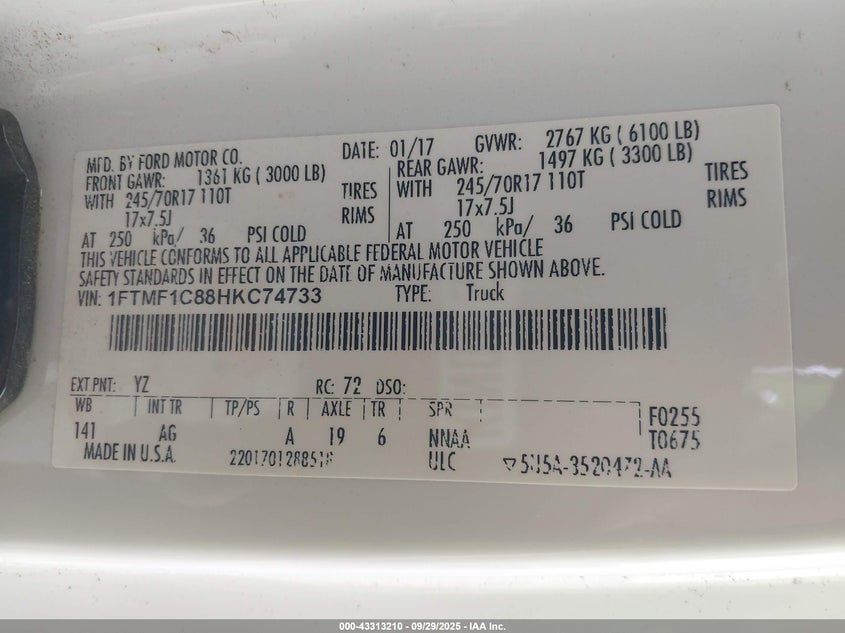 MFD. BY FORD MOTOR CO.
DATE: 01/17 GVWR: 2767 KG ( 6100 LB)
FRONT GAWR: 1361 KG ( 3000 LB)
REAR GAWR: 1497 KG ( 3300 LB)
WITH 245/70R17 110T TIRES
WITH 245/70R17 110T TIRES
17x7.5J RIMS
17x7.5J RIMS
AT 250 kPa/ 36 PSI COLD
AT 250 kPa/ 36 PSI COLD
THIS VEHICLE CONFORMS TO ALL APPLICABLE FEDERAL MOTOR VEHICLE
SAFETY STANDARDS IN EFFECT ON THE DATE OF MANUFACTURE SHOWN ABOVE.
VIN: 1FTMF1C88HKC74733 TYPE: Truck
EXT PNT: YZ RC: 72 DSO:
WB INT TR TP/PS R AXLE TR SPR
141 AG A 19 6 NNAA
F0255
T0675
MADE IN U.S.A. 2201701288518 ULC
000-43313210 - 09/29/2025 - IAA Inc.